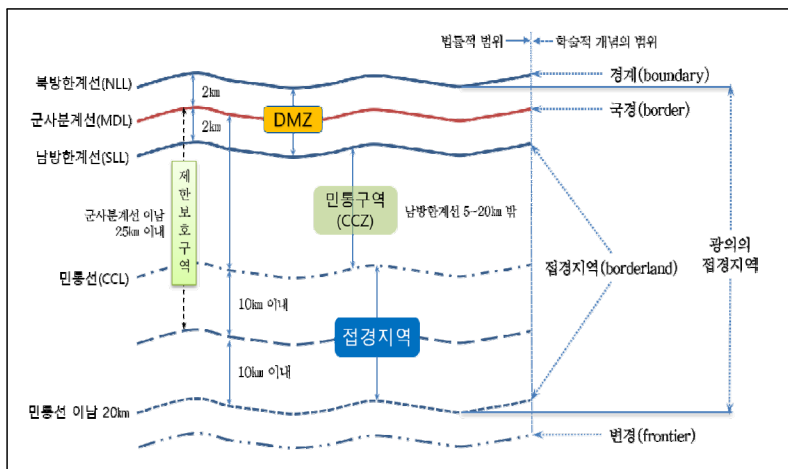 법률적 범위 학술적 개념의 범위
북방한계선(NLL)
경계(boundary)
2㎞
군사분계선(MDL)
국경(border)
DMZ
2㎞
남방한계선(SLL)
제한보호구역
민통구역
(CCZ)
군사분계선 이남
25㎞ 이내
남방한계선 5~20㎞ 밖
광의의
접경지역
접경지역(borderland)
민통선(CCL)
10㎞ 이내
접경지역
10㎞ 이내
민통선 이남 20km
변경(frontier)